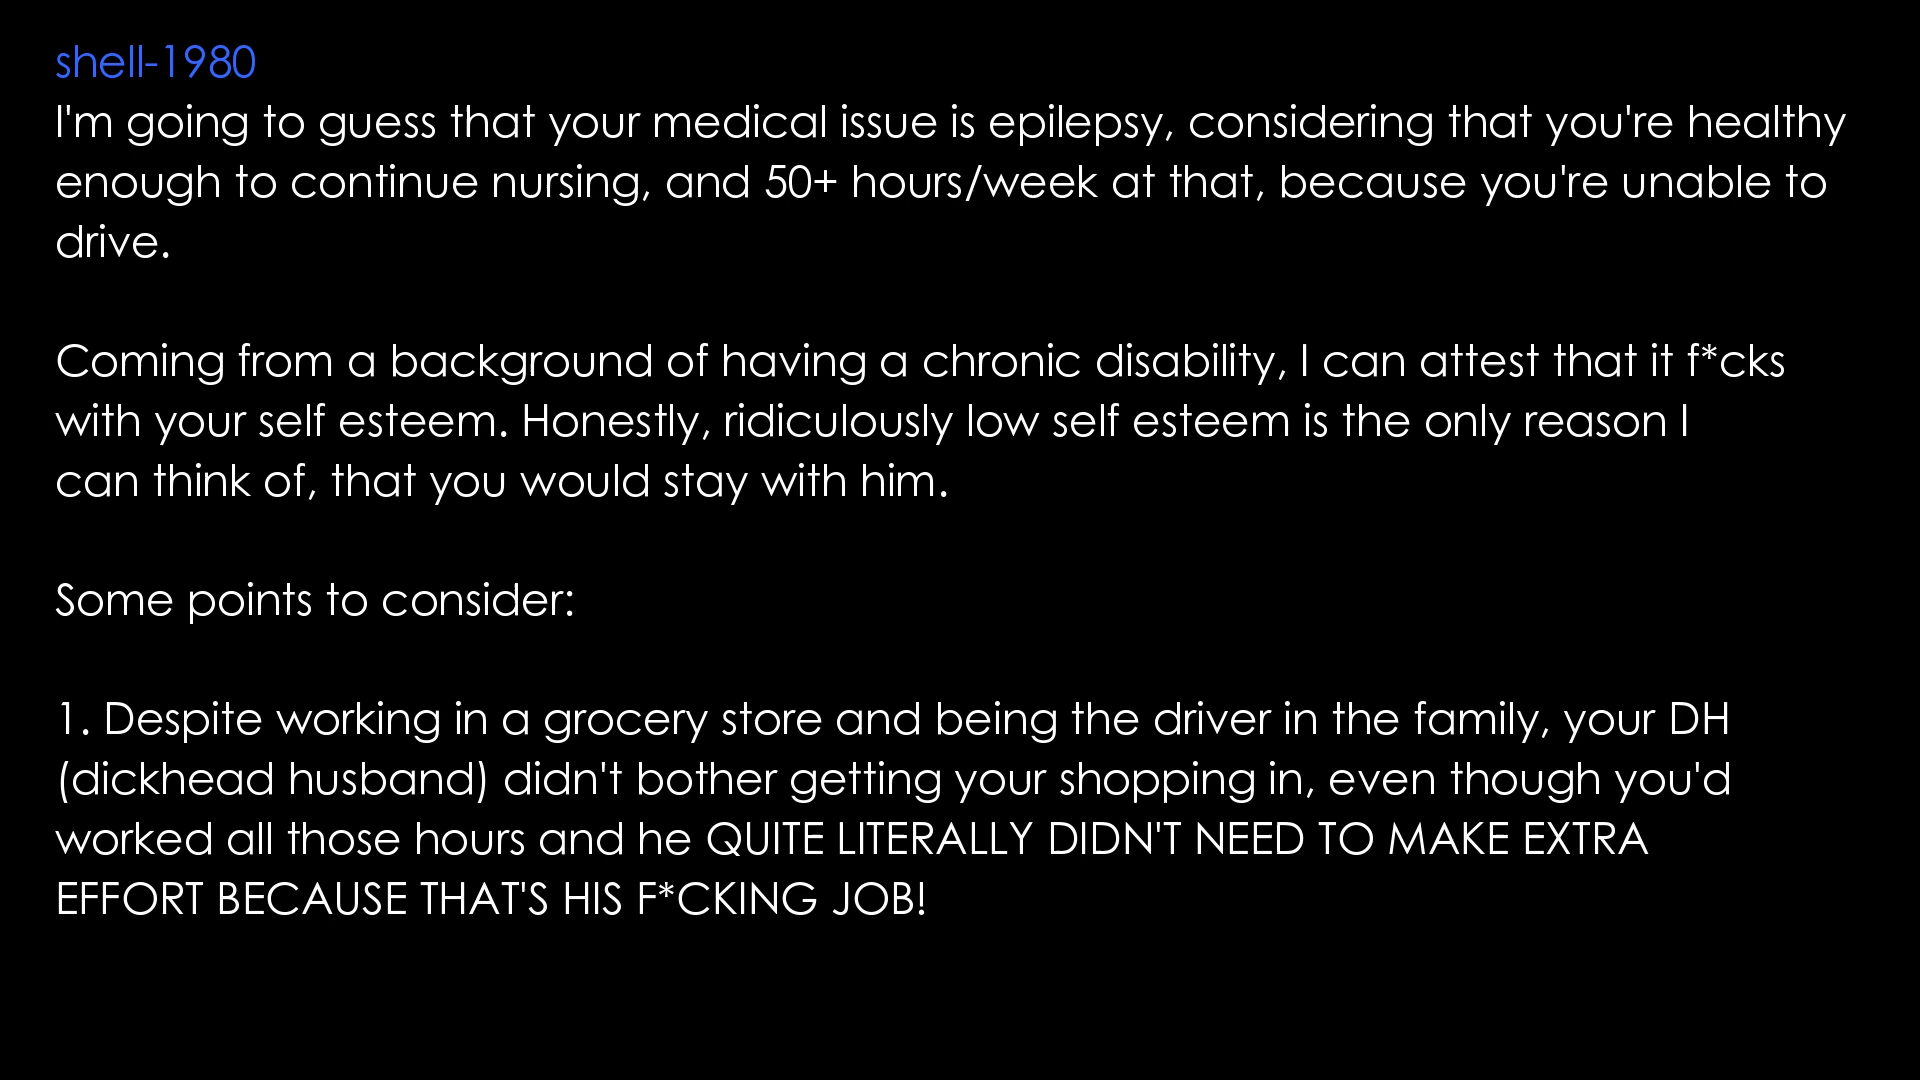 shell-1980
I'm going to guess that your medical issue is epilepsy, considering that you're healthy
enough to continue nursing, and 50+ hours/week at that, because you're unable to
drive.
Coming from a background of having a chronic disability, I can attest that it f*cks
with your self esteem. Honestly, ridiculously low self esteem is the only reason I
can think of, that you would stay with him.
Some points to consider:
1. Despite working in a grocery store and being the driver in the family, your DH
(dickhead husband) didn't bother getting your shopping in, even though you'd
worked all those hours and he QUITE LITERALLY DIDN'T NEED TO MAKE EXTRA
EFFORT BECAUSE THAT'S HIS F*CKING JOB!